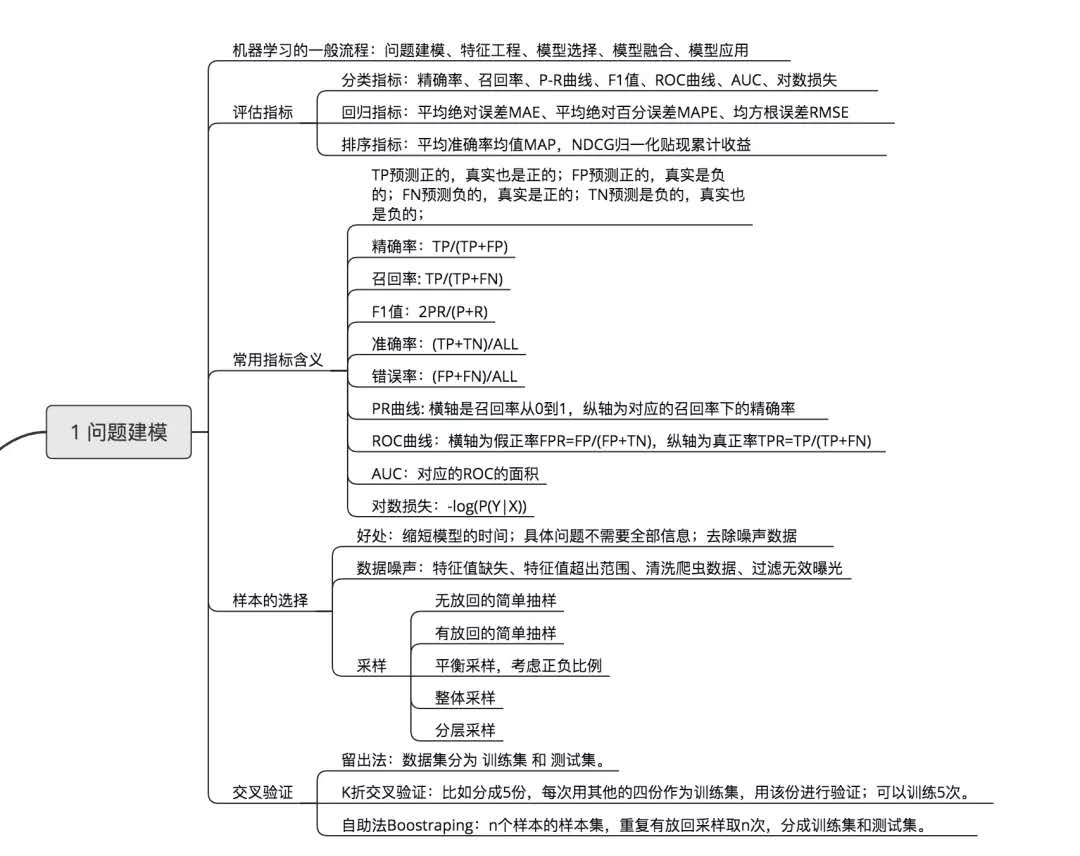 机器学习的一般流程：问题建模、特征工程、模型选择、模型融合、模型应用
评估指标
分类指标：精确率、召回率、P-R曲线、F1值、ROC曲线、AUC、对数损失
回归指标：平均绝对误差MAE、平均绝对百分误差MAPE、均方根误差RMSE
排序指标：平均准确率均值MAP，NDCG归一化贴现累计收益
常用指标含义
TP预测正的，真实也是正的；FP预测正的，真实是负
的；FN预测负的，真实是正的；TN预测是负的，真实也
是负的；
精确率：TP/(TP+FP)
召回率: TP/(TP+FN)
F1值：2PR/(P+R)
准确率：(TP+TN)/ALL
错误率：(FP+FN)/ALL
PR曲线: 横轴是召回率从0到1，纵轴为对应的召回率下的精确率
ROC曲线：横轴为假正率FPR=FP/(FP+TN)，纵轴为真正率TPR=TP/(TP+FN)
AUC：对应的ROC的面积
对数损失：-log(P(Y|X))
1 问题建模
样本的选择
好处：缩短模型的时间；具体问题不需要全部信息；去除噪声数据
数据噪声：特征值缺失、特征值超出范围、清洗爬虫数据、过滤无效曝光
采样
无放回的简单抽样
有放回的简单抽样
平衡采样，考虑正负比例
整体采样
分层采样
交叉验证
留出法：数据集分为 训练集 和 测试集。
K折交叉验证：比如分成5份，每次用其他的四份作为训练集，用该份进行验证；可以训练5次。
自助法Boostraping：n个样本的样本集，重复有放回采样取n次，分成训练集和测试集。